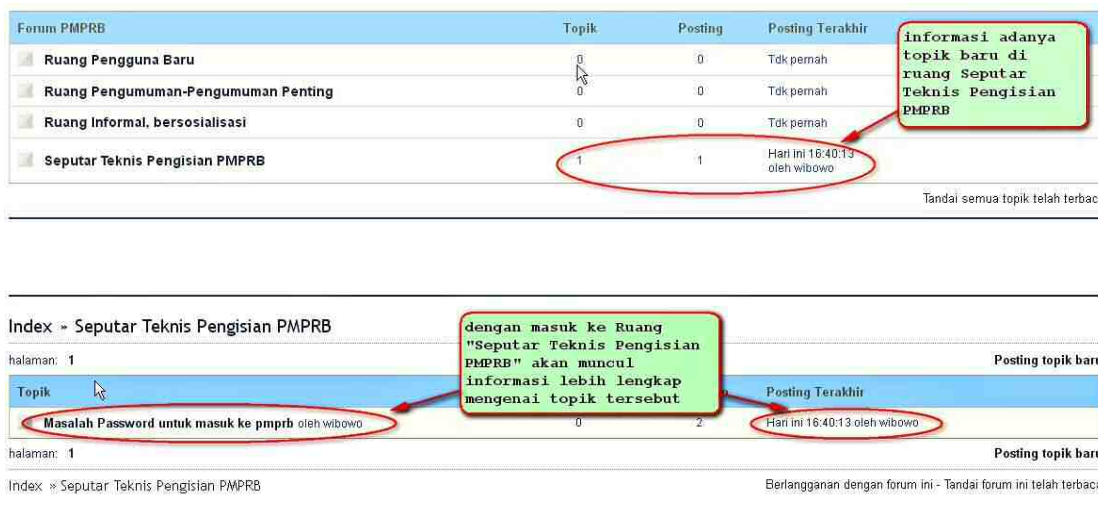 Forum PMPRB Topik Posting Posting Terakhir
informasi adanya
topik baru di
ruang Seputar
Teknis Pengisian
PMPRB
Ruang Pengguna Baru 0 0 Tdk pernah
Ruang Pengumuman-Pengumuman Penting 0 0 Tdk pernah
Ruang Informal, bersosialisasi 0 0 Tdk pernah
Seputar Teknis Pengisian PMPRB 1 1 Hari ini 16:40:13
oleh wibowo
Tandai semua topik telah terbac
Index » Seputar Teknis Pengisian PMPRB
dengan masuk ke Ruang
"Seputar Teknis Pengisian
PMPRB" akan muncul
informasi lebih lengkap
mengenai topik tersebut
halaman: 1 Posting topik baru
Topik Posting Terakhir
Masalah Password untuk masuk ke pmprb oleh wibowo 0 2 Hari ini 16:40:13 oleh wibowo
halaman: 1 Posting topik baru
Index » Seputar Teknis Pengisian PMPRB Berlangganan dengan forum ini - Tandai forum ini telah terbaca